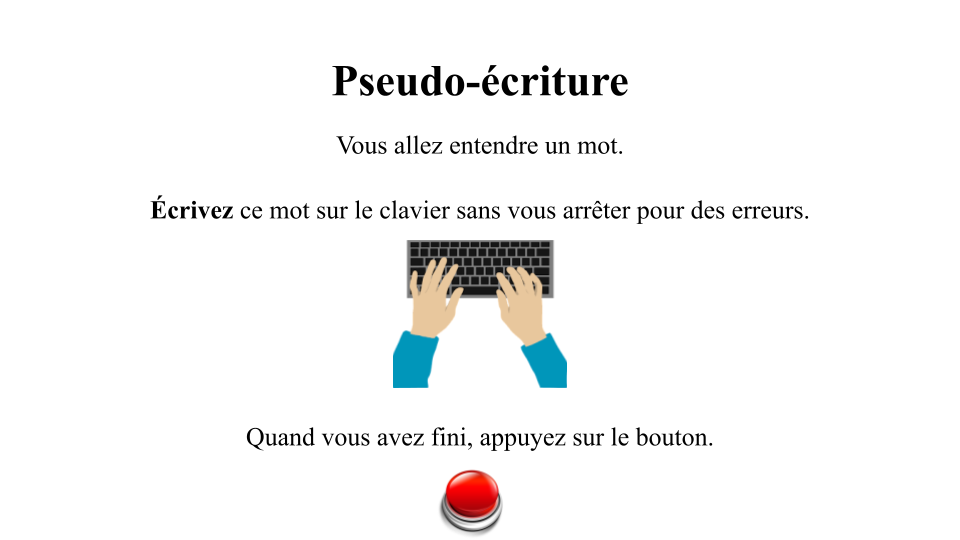 Pseudo-écriture
Vous allez entendre un mot.
Écrivez ce mot sur le clavier sans vous arrêter pour des erreurs.
Quand vous avez fini, appuyez sur le bouton.